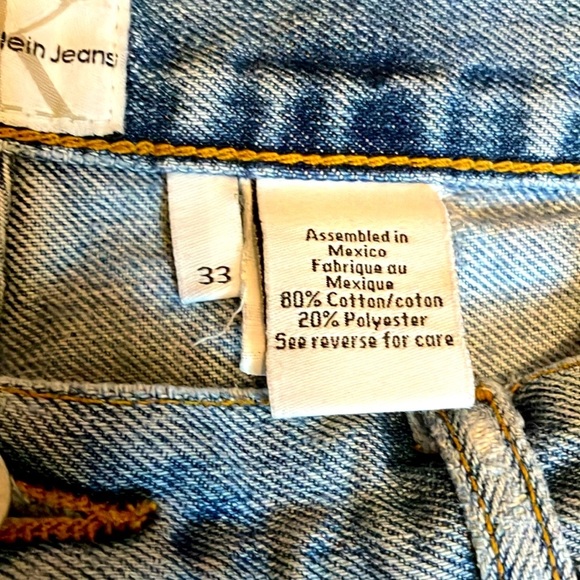 lein Jeans
33
Assembled in
Mexico
Fabrique au
Mexique
80% Cotton/coton
20% Polyester
See reverse for care